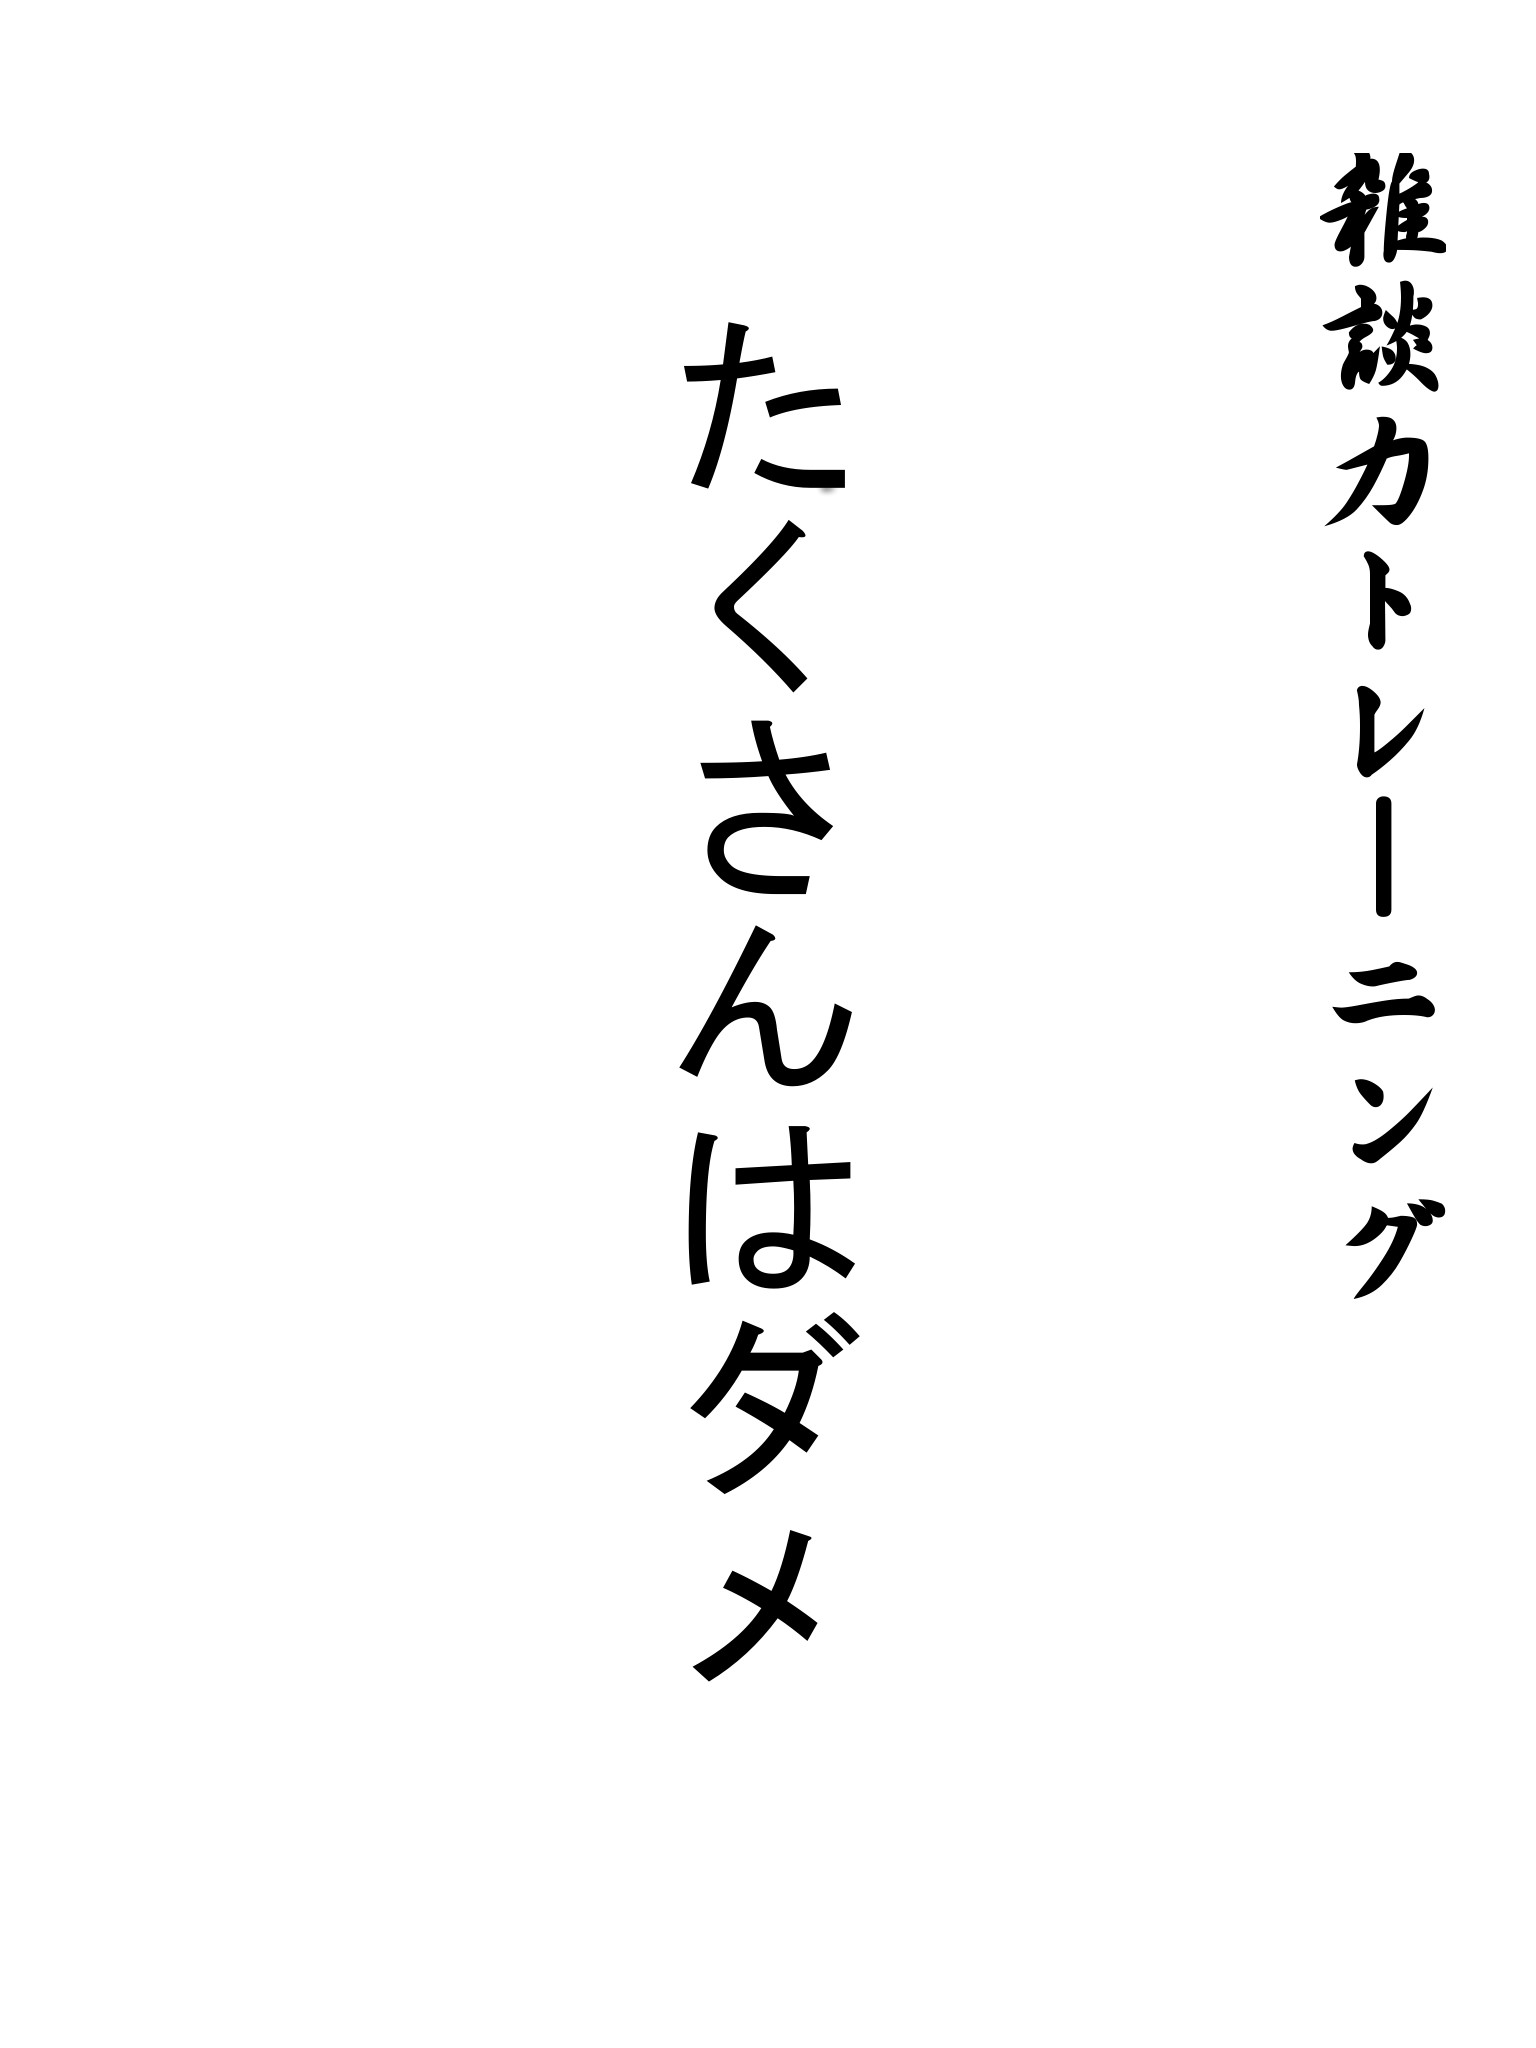 雑談力トレーニング
たくさんはダメ